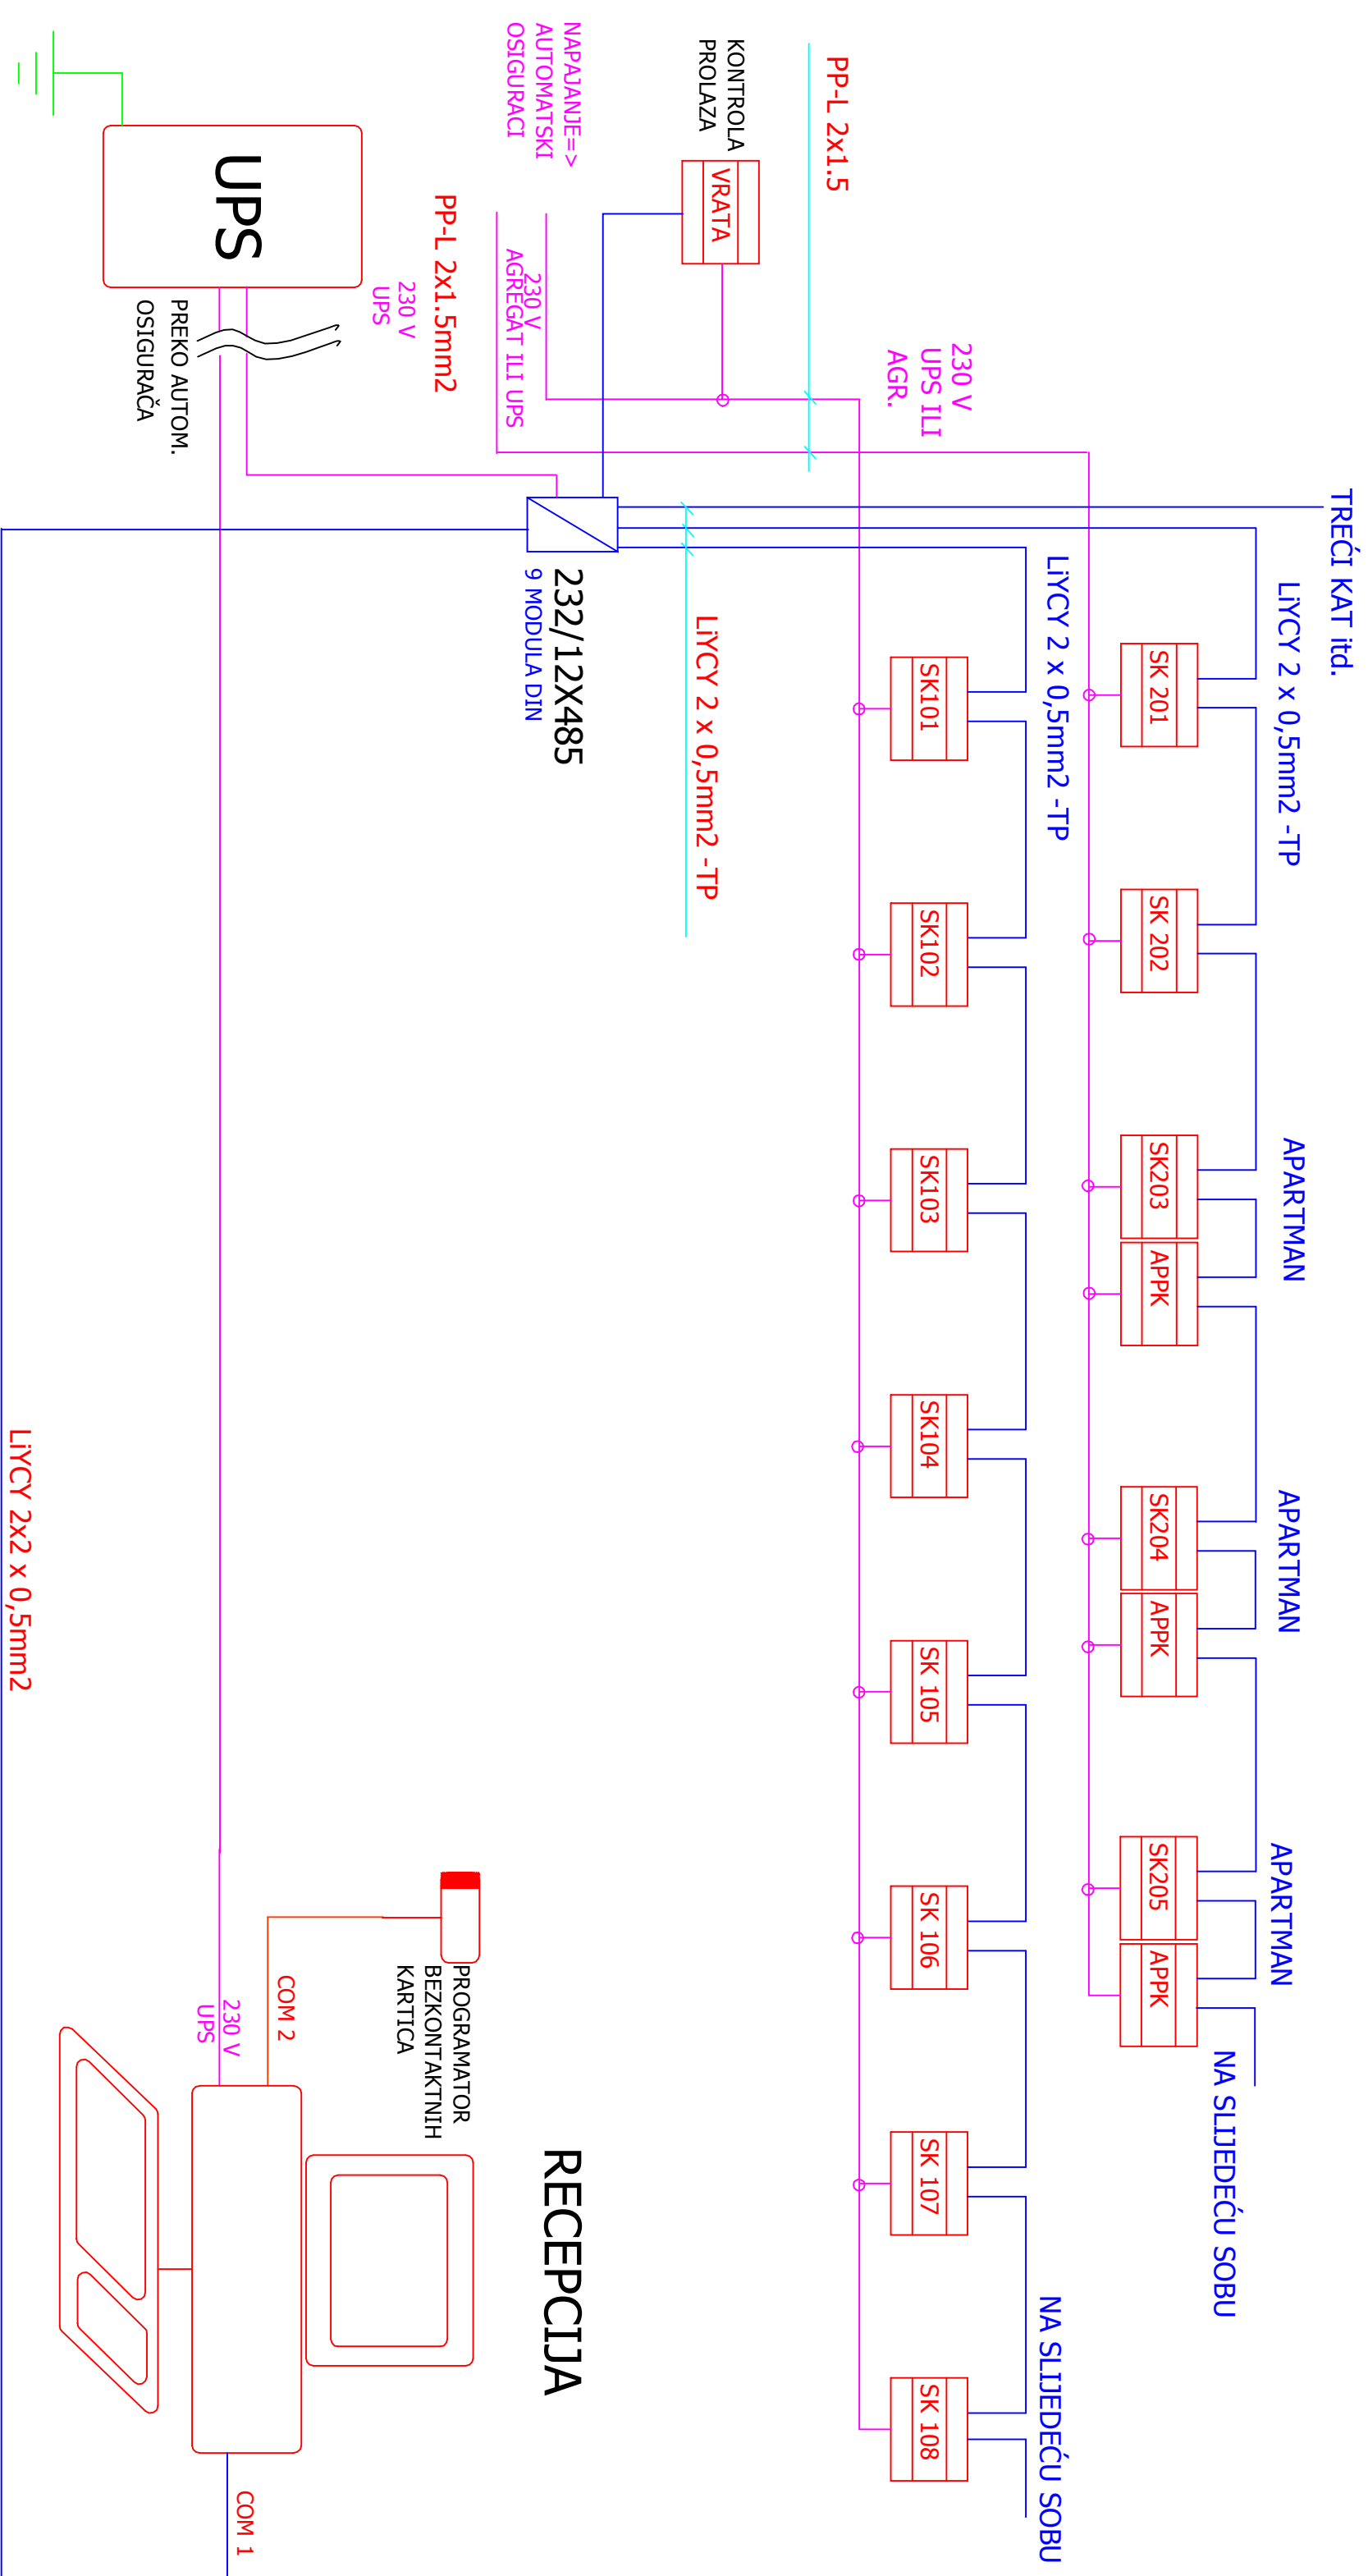 TREĆI KAT itd.
LiYCY 2 x 0,5mm2 -TP
APARTMAN
APARTMAN
APARTMAN
NA SLIJEDEĆU SOBU
SK 201
SK 202
SK203
APPK
SK204
APPK
SK205
APPK
LiYCY 2 x 0,5mm2 -TP
NA SLIJEDEĆU SOBU
230 V
UPS ILI
AGR.
SK101
SK102
SK103
SK104
SK 105
SK 106
SK 107
SK 108
PP-L 2x1.5
KONTROLA
PROLAZA
VRATA
LiYCY 2 x 0,5mm2 -TP
NAPAJANJE=>
AUTOMATSKI
OSIGURACI
230 V
AGREGAT ILI UPS
232/12X485
9 MODULA DIN
RECEPCIJA
PP-L 2x1.5mm2
230 V
UPS
PROGRAMATOR
BEZKONTAKTNIH
KARTICA
UPS
PREKO AUTOM.
OSIGURAČA
COM 2
230 V
UPS
COM 1
LiYCY 2x2 x 0,5mm2